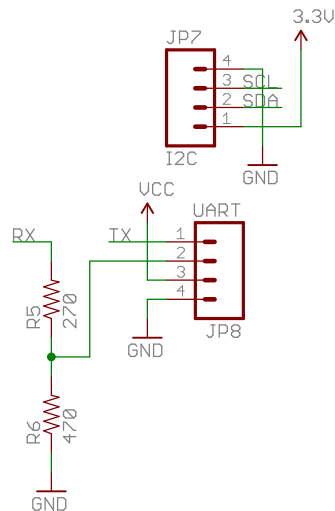 3.3V
JP7
4
3 SCL
2 SDA
1
I2C
GND
VCC
UART
RX
TX
1
2
3
4
R5
270
JP8
GND
R6
470
GND